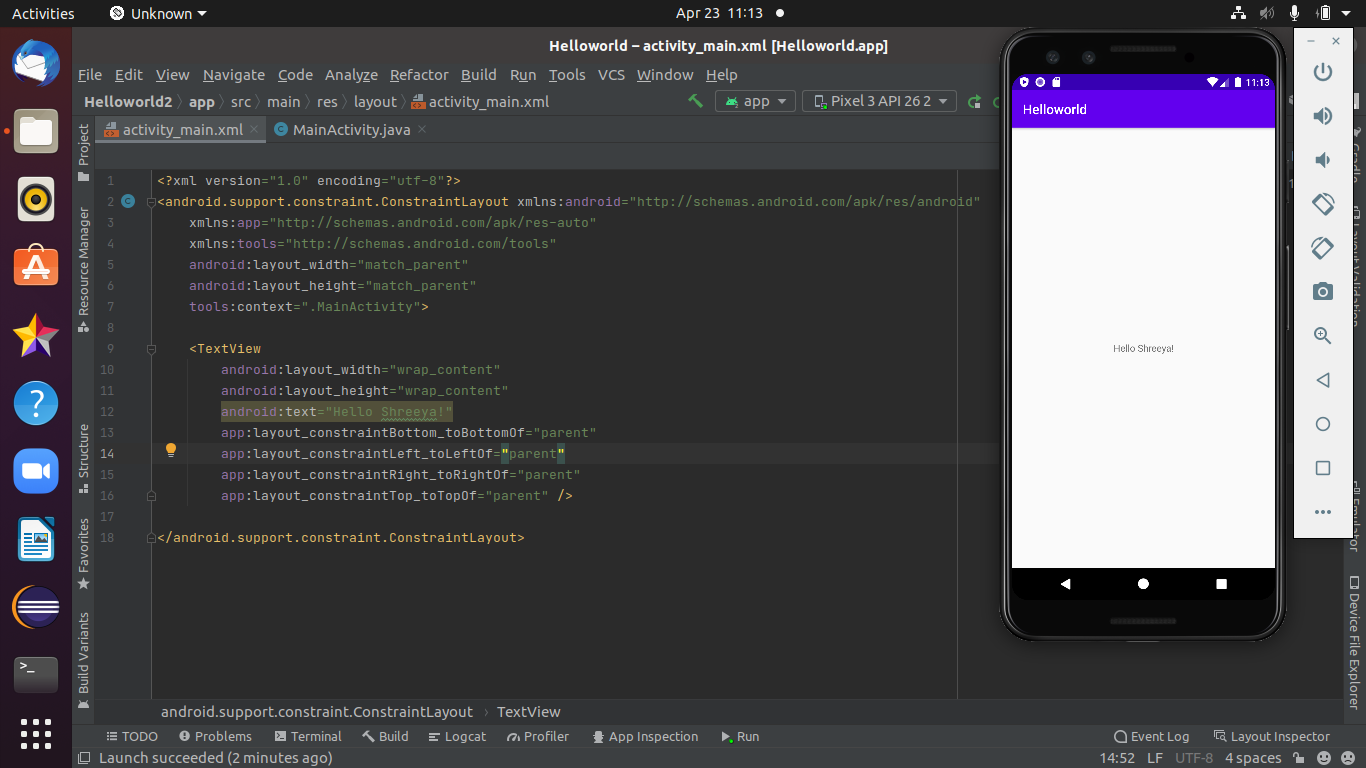 Activities
Unknown
Apr 23 11:13
Helloworld – activity_main.xml [Helloworld.app]
File Edit View Navigate Code Analyze Refactor Build Run Tools VCS Window Help
Helloworld2 app src main res layout activity_main.xml
app
Pixel 3 API 26 2
activity_main.xml
MainActivity.java
Project
Resource Manager
Structure
Favorites
Build Variants
1 <?xml version="1.0" encoding="utf-8"?>
2 <android.support.constraint.ConstraintLayout xmlns:android="http://schemas.android.com/apk/res/android"
3 xmlns:app="http://schemas.android.com/apk/res-auto"
4 xmlns:tools="http://schemas.android.com/tools"
5 android:layout_width="match_parent"
6 android:layout_height="match_parent"
7 tools:context=".MainActivity">
8
9 <TextView
10 android:layout_width="wrap_content"
11 android:layout_height="wrap_content"
12 android:text="Hello Shreeya!"
13 app:layout_constraintBottom_toBottomOf="parent"
14 app:layout_constraintLeft_toLeftOf="parent"
15 app:layout_constraintRight_toRightOf="parent"
16 app:layout_constraintTop_toTopOf="parent" />
17
18 </android.support.constraint.ConstraintLayout>
11:13
Helloworld
Hello Shreeya!
Emulator
Device File Explorer
android.support.constraint.ConstraintLayout › TextView
TODO Problems Terminal Build Logcat Profiler App Inspection Run
Event Log Layout Inspector
Launch succeeded (2 minutes ago)
14:52 LF UTF-8 4 spaces